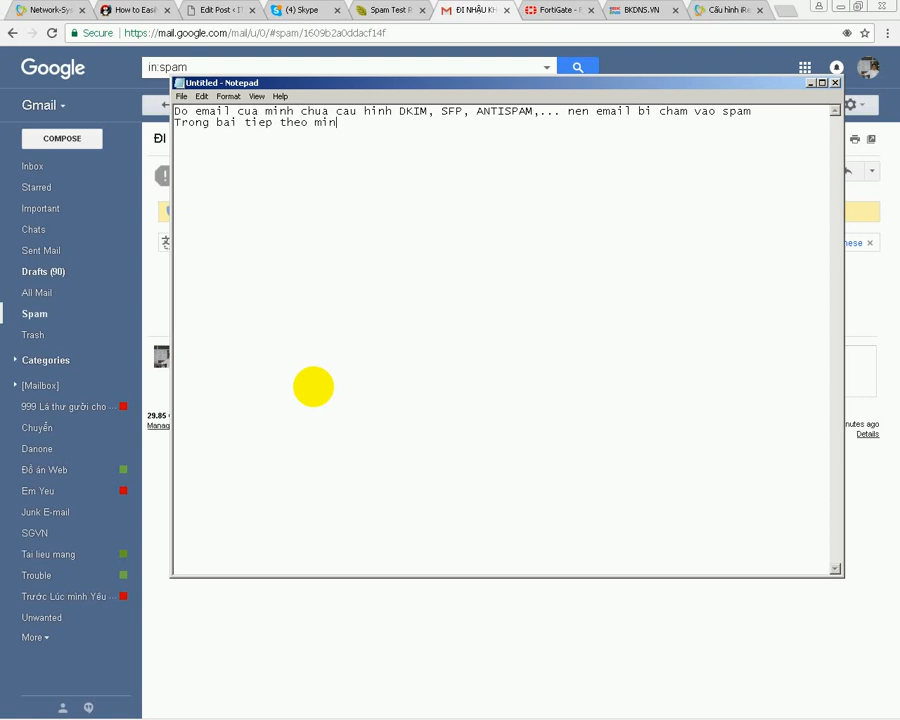 Network-Sys
How to Easil
Edit Post ‹ IT
(4) Skype
Spam Test R
ĐI NHẬU KH
FortiGate - F
BKDNS.VN
Cấu hình iRe
Secure | https://mail.google.com/mail/u/0/#spam/1609b2a0ddacf14f
Google
in:spam
Untitled - Notepad
File Edit Format View Help
Do email cua minh chua cau hinh DKIM, SFP, ANTISPAM,... nen email bi cham vao spam
Trong bai tiep theo min
Gmail
COMPOSE
ĐI
Inbox
Starred
Important
Chats
Sent Mail
Drafts (90)
All Mail
Spam
Trash
Categories
[Mailbox]
999 Lá thư gười cho ...
Chuyển
Danone
Đồ án Web
Em Yeu
Junk E-mail
SGVN
Tai lieu mang
Trouble
Trước Lúc mình Yêu ...
Unwanted
More
nese
29.85
Manag
nutes ago
Details